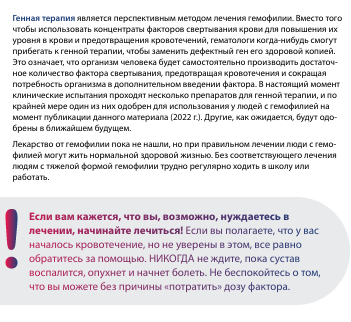 Генная терапия является перспективным методом лечения гемофилии. Вместо того
чтобы использовать концентраты факторов свертывания крови для повышения их
уровня в крови и предотвращения кровотечений, гематологи когда-нибудь смогут
прибегать к генной терапии, чтобы заменить дефектный ген его здоровой копией.
Это означает, что организм человека будет самостоятельно производить достаточ-
ное количество фактора свертывания, предотвращая кровотечения и сокращая
потребность организма в дополнительном введении фактора. В настоящий момент
клинические испытания проходят несколько препаратов для генной терапии, и по
крайней мере один из них одобрен для использования у людей с гемофилией на
момент публикации данного материала (2022 г.). Другие, как ожидается, будут одо-
брены в ближайшем будущем.
Лекарство от гемофилии пока не нашли, но при правильном лечении люди с гемо-
филией могут жить нормальной здоровой жизнью. Без соответствующего лечения
людям с тяжелой формой гемофилии трудно регулярно ходить в школу или
работать.
Если вам кажется, что вы, возможно, нуждаетесь в
лечении, начинайте лечиться! Если вы полагаете, что у вас
началось кровотечение, но не уверены в этом, все равно
обратитесь за помощью. НИКОГДА не ждите, пока сустав
воспалится, опухнет и начнет болеть. Не беспокойтесь о том,
что вы можете без причины «потратить» дозу фактора.